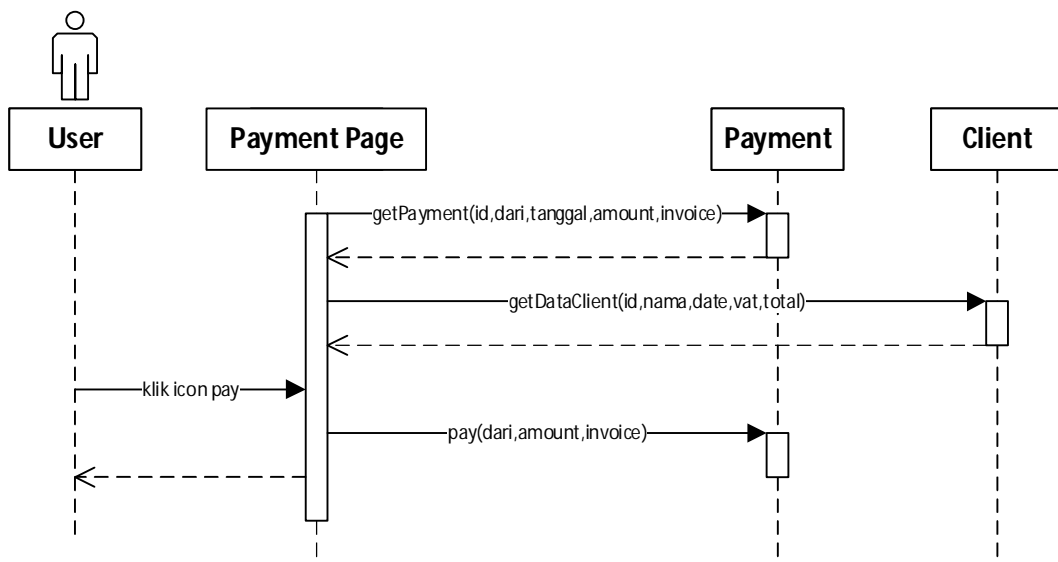 User
Payment Page
Payment
Client
getPayment(id,dari,tanggal,amount,invoice)
getDataClient(id,nama,date,vat,total)
klik icon pay
pay(dari,amount,invoice)